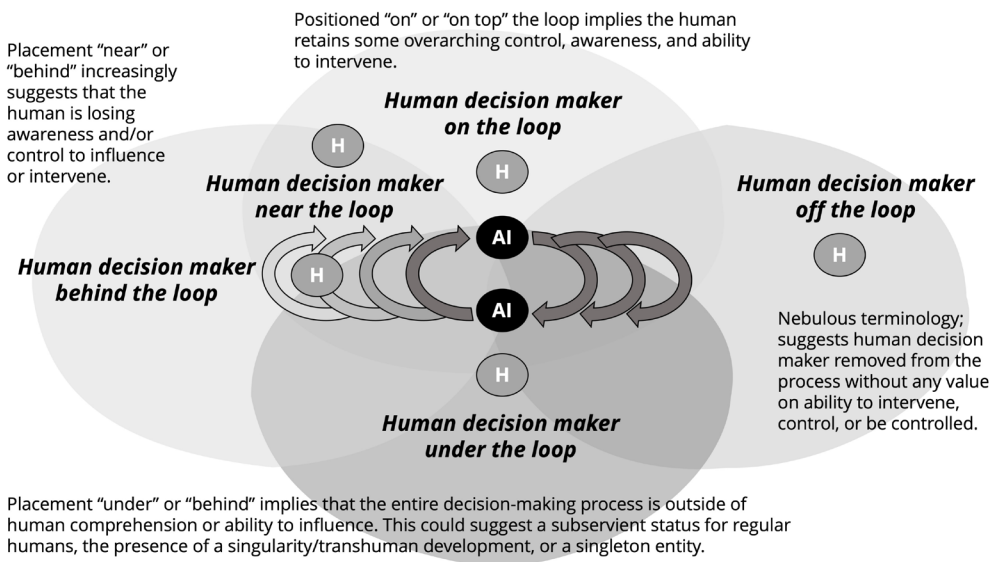 Positioned “on” or “on top” the loop implies the human
retains some overarching control, awareness, and ability
to intervene.
Placement “near” or
“behind” increasingly
suggests that the
human is losing
awareness and/or
control to influence
or intervene.
Human decision maker
on the loop
H
H
H
Human decision maker
near the loop
Human decision maker
off the loop
H
AI
Human decision maker
behind the loop
H
AI
H
Nebulous terminology;
suggests human decision
maker removed from the
process without any value
on ability to intervene,
control, or be controlled.
Human decision maker
under the loop
Placement “under” or “behind” implies that the entire decision-making process is outside of
human comprehension or ability to influence. This could suggest a subservient status for regular
humans, the presence of a singularity/transhuman development, or a singleton entity.